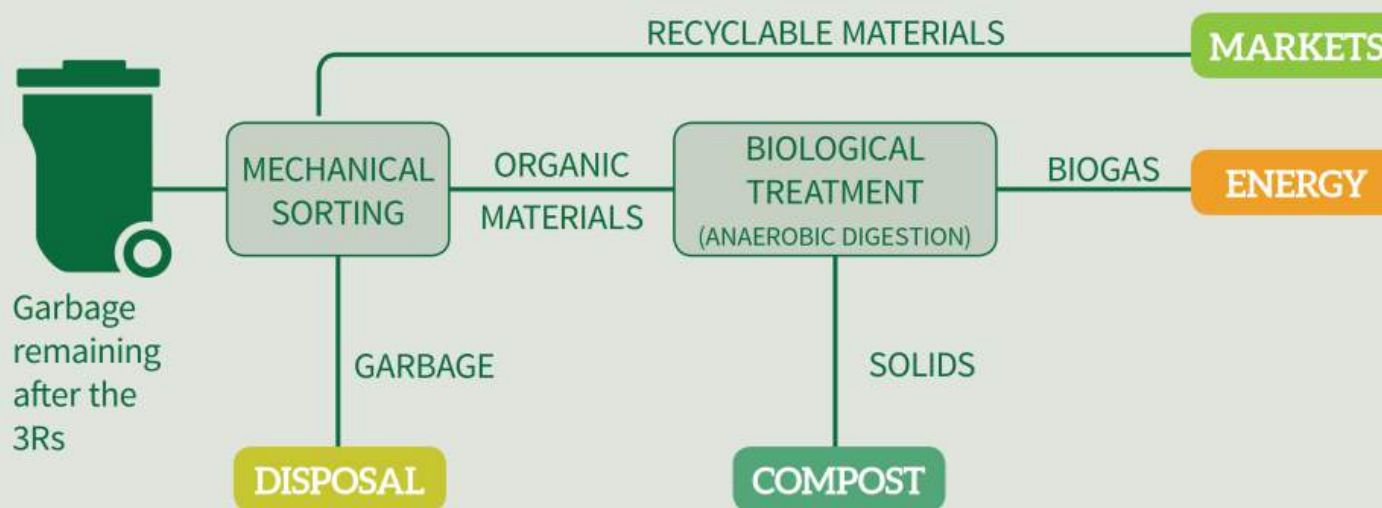 RECYCLABLE MATERIALS
MARKETS
MECHANICAL
SORTING
ORGANIC
MATERIALS
BIOLOGICAL
TREATMENT
(ANAEROBIC DIGESTION)
BIOGAS
ENERGY
Garbage
remaining
after the
3Rs
GARBAGE
SOLIDS
DISPOSAL
COMPOST